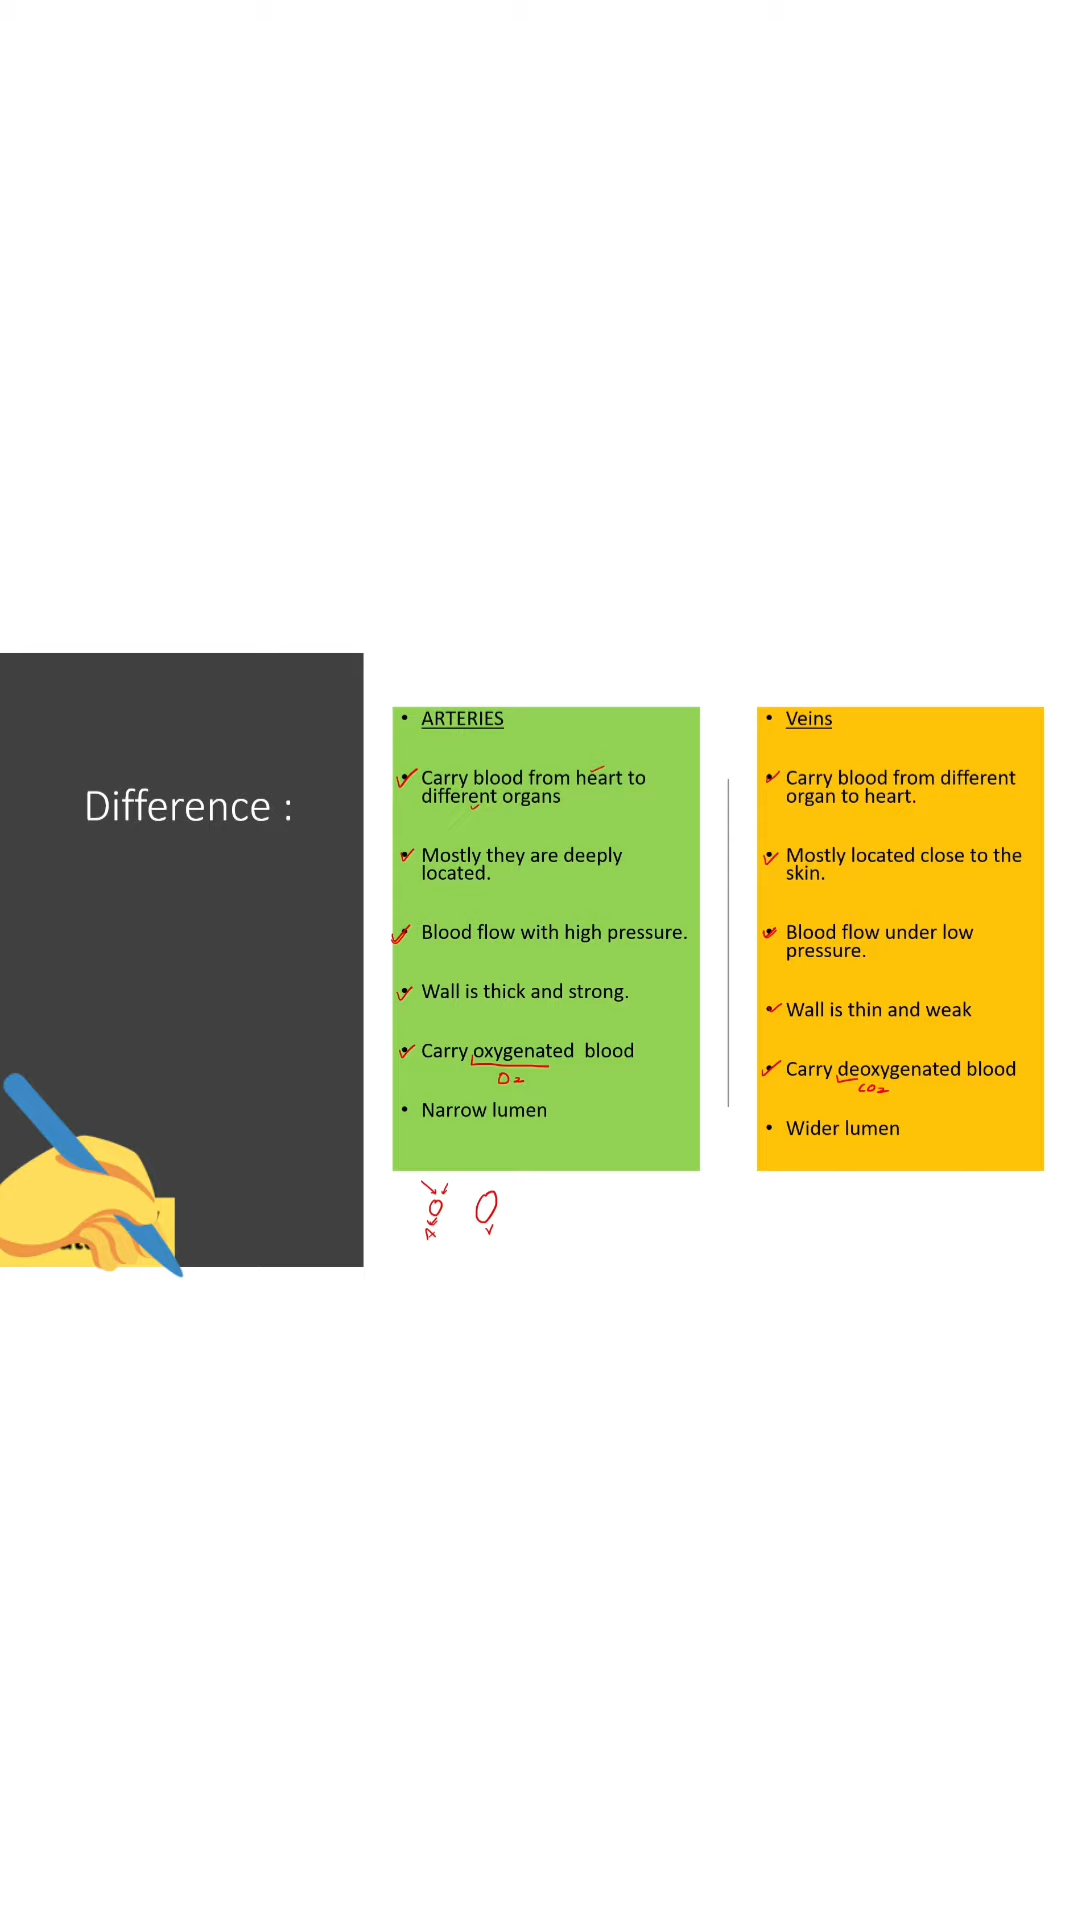 Difference :
• ARTERIES
• Carry blood from heart to
different organs
• Mostly they are deeply
located.
• Blood flow with high pressure.
• Wall is thick and strong.
• Carry oxygenated blood
O2
• Narrow lumen
A
V
• Veins
• Carry blood from different
organ to heart.
• Mostly located close to the
skin.
• Blood flow under low
pressure.
• Wall is thin and weak
• Carry deoxygenated blood
CO2
• Wider lumen